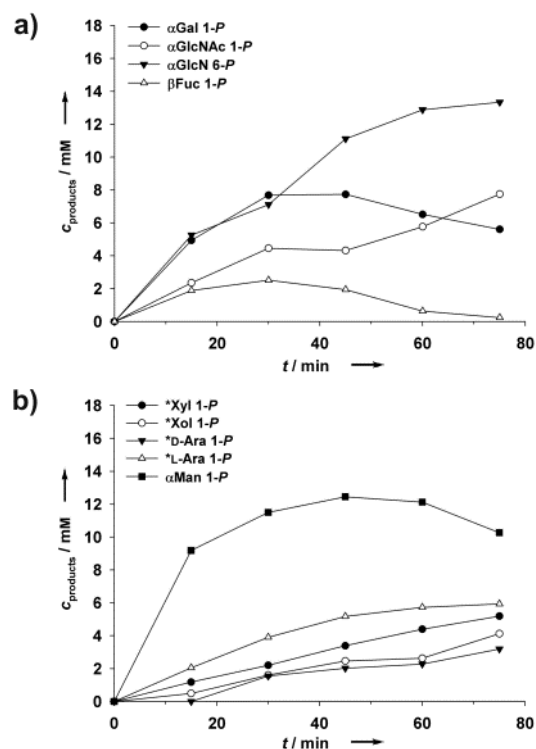 a)
αGal 1-P
αGlcNAc 1-P
αGlcN 6-P
βFuc 1-P
c products / mM
18
16
14
12
10
8
6
4
2
0
0 20 40 60 80
t / min
b)
*Xyl 1-P
*Xol 1-P
*D-Ara 1-P
*L-Ara 1-P
αMan 1-P
c products / mM
18
16
14
12
10
8
6
4
2
0
0 20 40 60 80
t / min